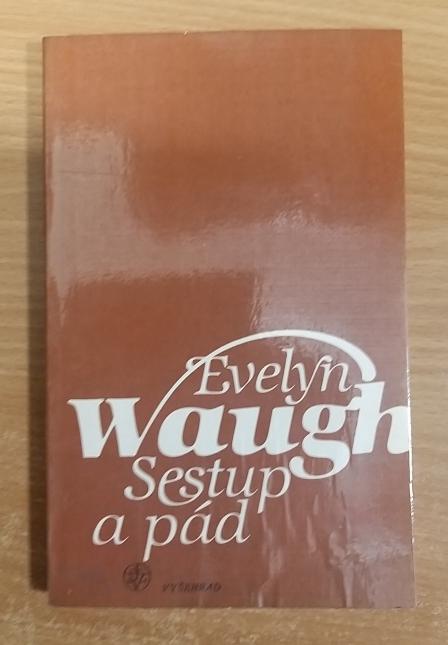 Evelyn
Waugh
Sestup
a pád
VYŠEHRAD